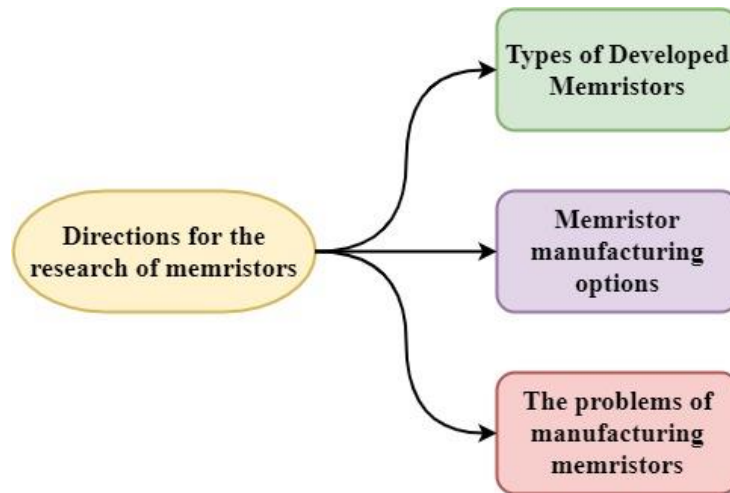 Types of Developed
Memristors
Directions for the
research of memristors
Memristor
manufacturing
options
The problems of
manufacturing
memristors